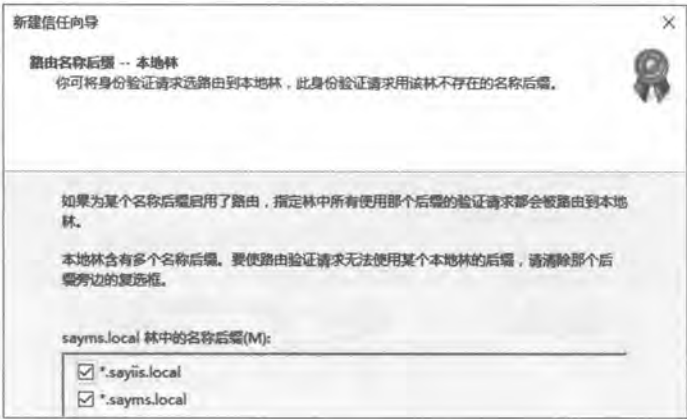 新建信任向导
路由名称后缀 -- 本地林
你可将身份验证请求选路由到本地林，此身份验证请求用该林不存在的名称后缀。
如果为某个名称后缀启用了路由，指定林中所有使用那个后缀的验证请求都会被路由到本地
林。
本地林含有多个名称后缀。要使路由验证请求无法使用某个本地林的后缀，请清除那个后
缀旁边的复选框。
sayms.local 林中的名称后缀(M):
*.sayiis.local
*.sayms.local